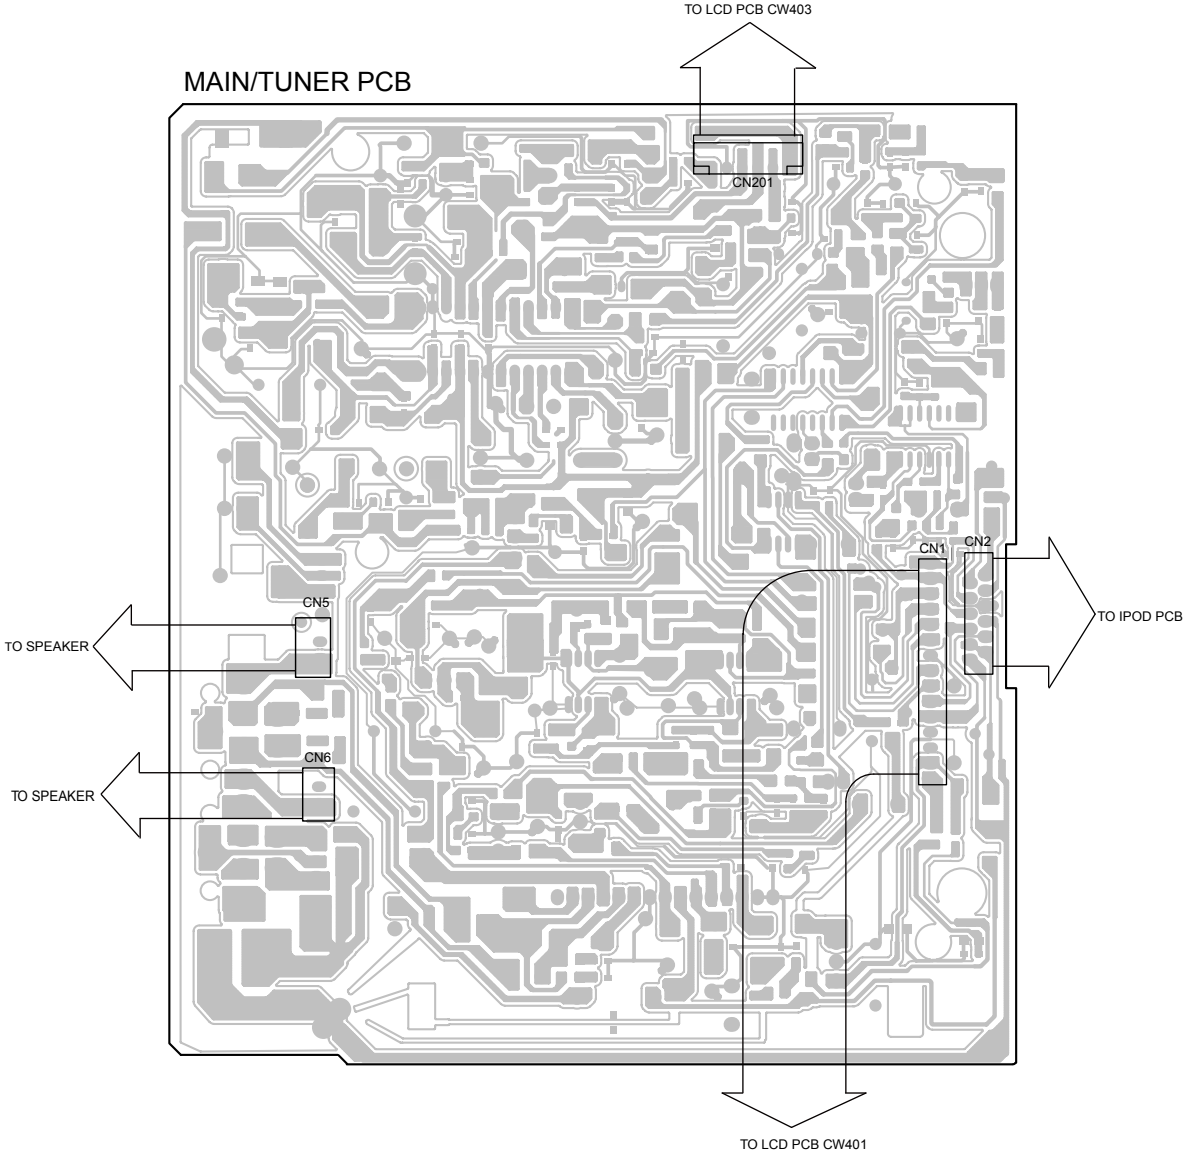 TO LCD PCB CW403
MAIN/TUNER PCB
CN201
CN1
CN2
CN5
TO IPOD PCB
TO SPEAKER
CN6
TO SPEAKER
TO LCD PCB CW401